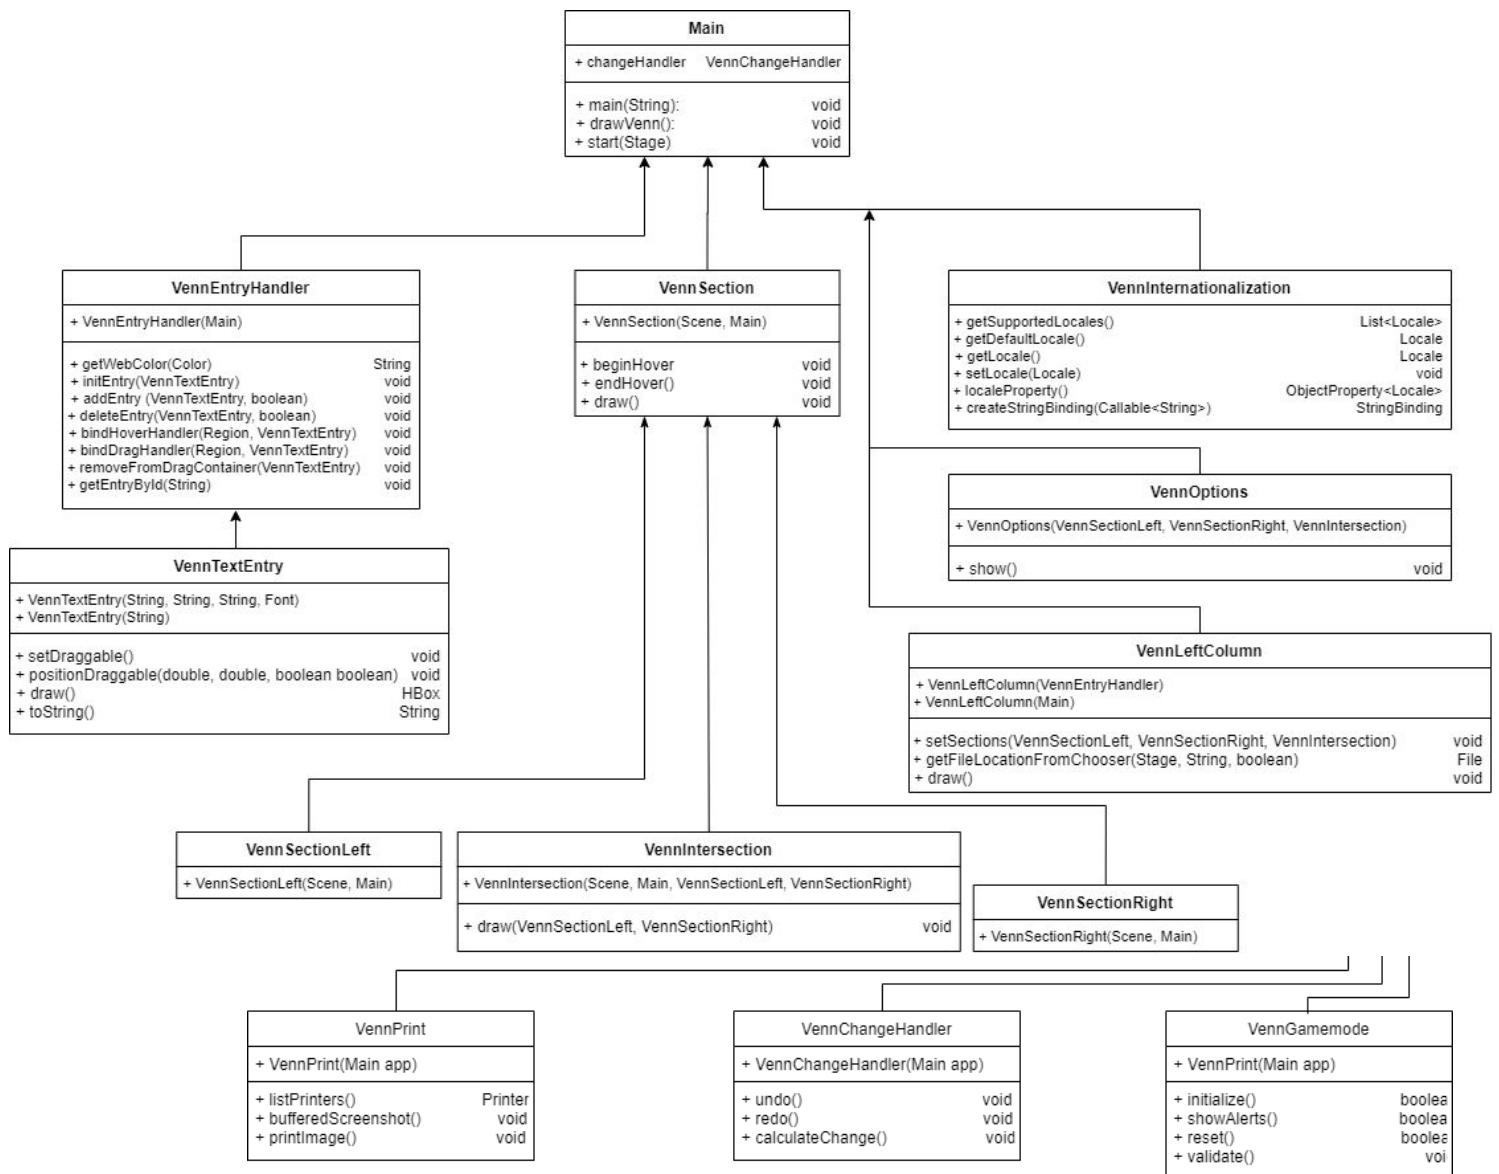 Main
+ changeHandler VennChangeHandler
+ main(String): void
+ drawVenn(): void
+ start(Stage) void
VennEntryHandler
+ VennEntryHandler(Main)
+ getWebColor(Color) String
+ initEntry(VennTextEntry) void
+ addEntry (VennTextEntry, boolean) void
+ deleteEntry(VennTextEntry, boolean) void
+ bindHoverHandler(Region, VennTextEntry) void
+ bindDragHandler(Region, VennTextEntry) void
+ removeFromDragContainer(VennTextEntry) void
+ getEntryById(String) void
VennSection
+ VennSection(Scene, Main)
+ beginHover void
+ endHover() void
+ draw() void
VennInternationalization
+ getSupportedLocales() List<Locale>
+ getDefaultLocale() Locale
+ getLocale() Locale
+ setLocale(Locale) void
+ localeProperty() ObjectProperty<Locale>
+ createStringBinding(Callable<String>) StringBinding
VennOptions
+ VennOptions(VennSectionLeft, VennSectionRight, VennIntersection)
+ show() void
VennTextEntry
+ VennTextEntry(String, String, String, Font)
+ VennTextEntry(String)
+ setDraggable() void
+ positionDraggable(double, double, boolean boolean) void
+ draw() HBox
+ toString() String
VennLeftColumn
+ VennLeftColumn(VennEntryHandler)
+ VennLeftColumn(Main)
+ setSections(VennSectionLeft, VennSectionRight, VennIntersection) void
+ getFileLocationFromChooser(Stage, String, boolean) File
+ draw() void
VennSectionLeft
+ VennSectionLeft(Scene, Main)
VennIntersection
+ VennIntersection(Scene, Main, VennSectionLeft, VennSectionRight)
+ draw(VennSectionLeft, VennSectionRight) void
VennSectionRight
+ VennSectionRight(Scene, Main)
VennPrint
+ VennPrint(Main app)
+ listPrinters() Printer
+ bufferedScreenshot() void
+ printImage() void
VennChangeHandler
+ VennChangeHandler(Main app)
+ undo() void
+ redo() void
+ calculateChange() void
VennGamemode
+ VennPrint(Main app)
+ initialize() boolea
+ showAlerts() boolea
+ reset() boolea
+ validate() voi